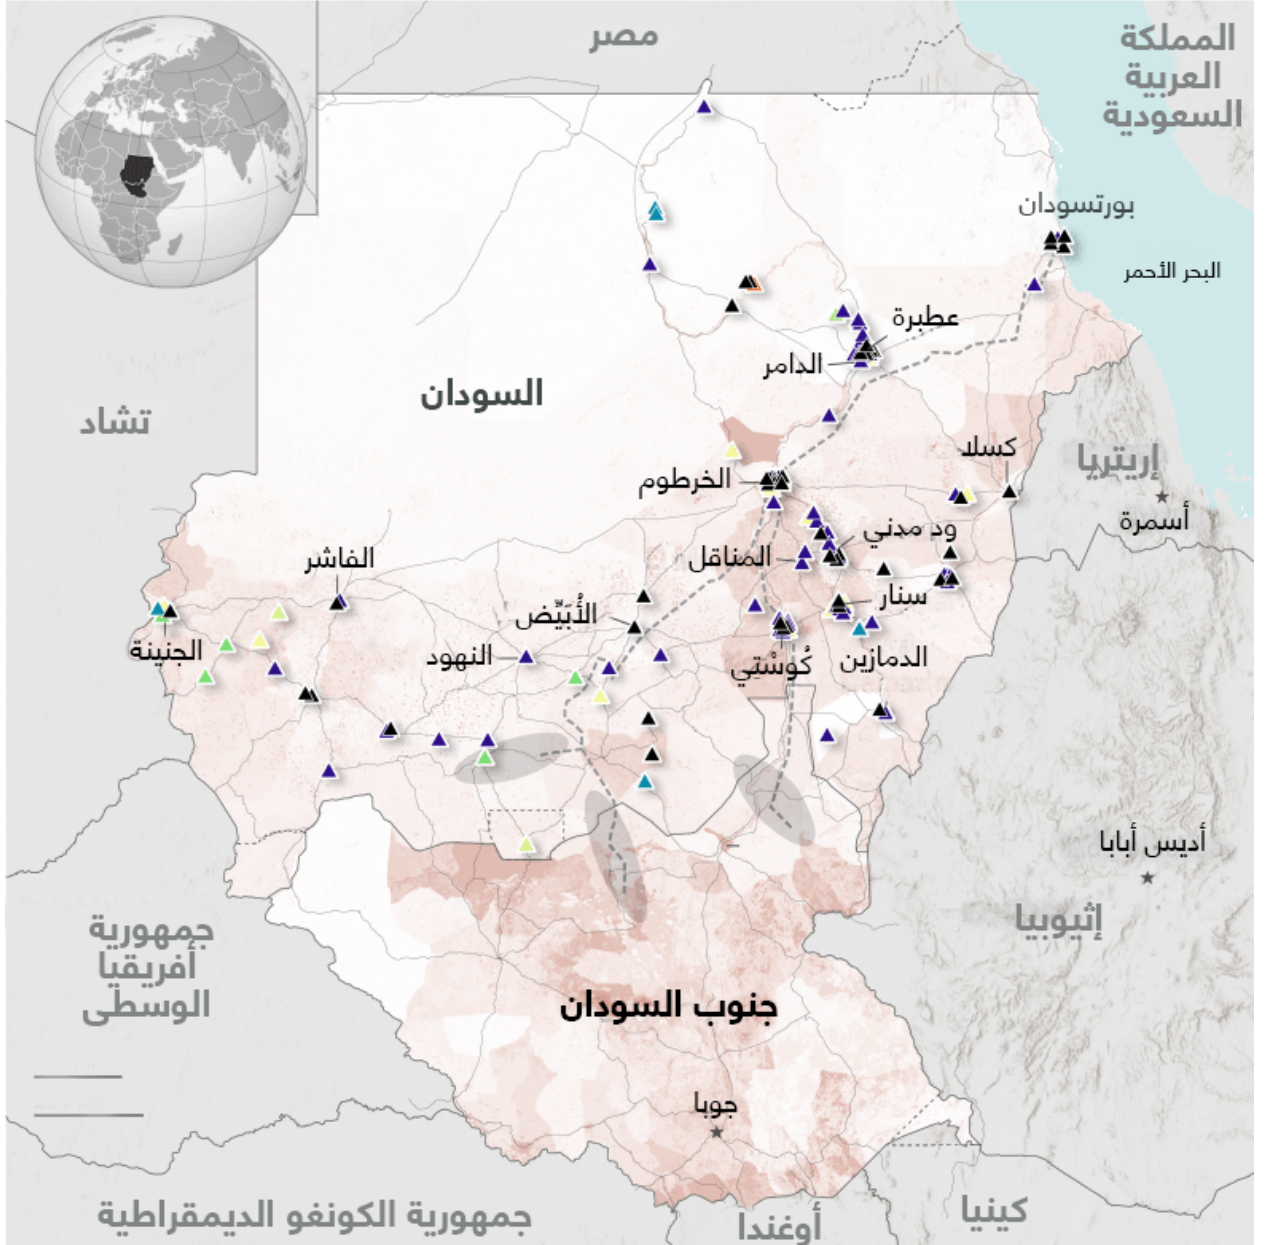 مصر
المملكة
العربية
السعودية
بورتسودان
البحر الأحمر
عطبرة
الدامر
السودان
تشاد
كسلا
إريتريا
الخرطوم
أسمرة
ود مدني
المناقل
الفاشر
سنار
الأُبَيِّض
الجنينة
النهود
كُوسْتِي
الدمازين
أديس أبابا
إثيوبيا
جمهورية
أفريقيا
الوسطى
جنوب السودان
جوبا
جمهورية الكونغو الديمقراطية
أوغندا
كينيا